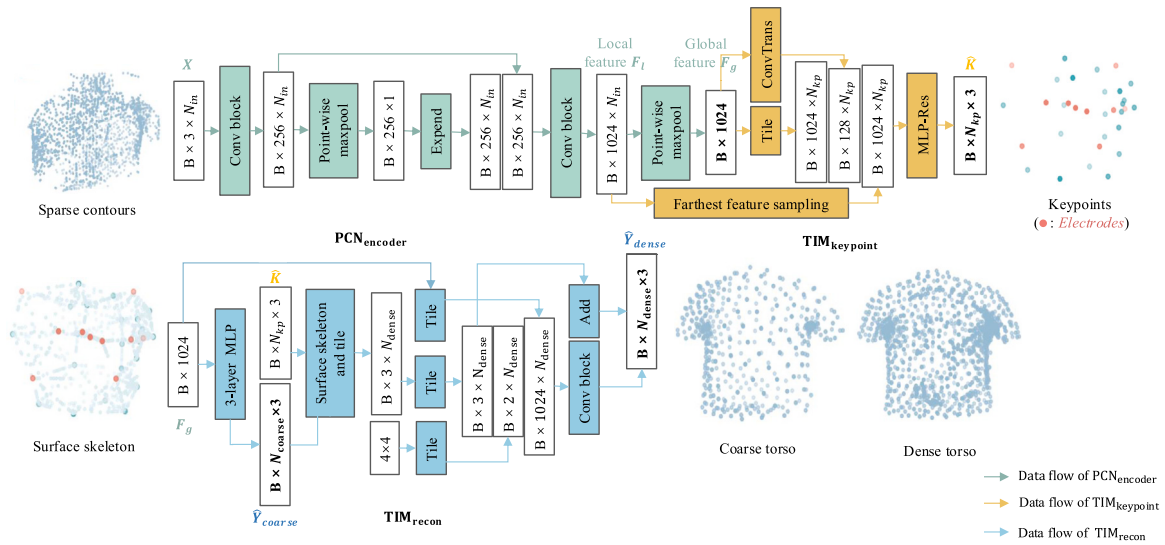 X
Local
feature F_l
Global
feature F_g
K̂
Sparse contours
B × 3 × N_in
Conv block
B × 256 × N_in
Point-wise
maxpool
B × 256 × 1
Expend
B × 256 × N_in
B × 256 × N_in
Conv block
B × 1024 × N_in
Point-wise
maxpool
B × 1024
ConvTrans
Tile
B × 1024 × N_kp
B × 128 × N_kp
B × 1024 × N_kp
MLP-Res
B × N_kp × 3
Farthest feature sampling
Keypoints
(● : Electrodes)
PCN_encoder
TIM_keypoint
Ŷ_dense
Surface skeleton
B × 1024
F_g
3-layer MLP
K̂
B × N_kp × 3
B × N_coarse × 3
Ŷ_coarse
Surface skeleton
and tile
B × 3 × N_dense
4×4
Tile
Tile
Tile
B × 3 × N_dense
B × 2 × N_dense
B × 1024 × N_dense
Add
Conv block
B × N_dense × 3
TIM_recon
Coarse torso
Dense torso
Data flow of PCN_encoder
Data flow of TIM_keypoint
Data flow of TIM_recon